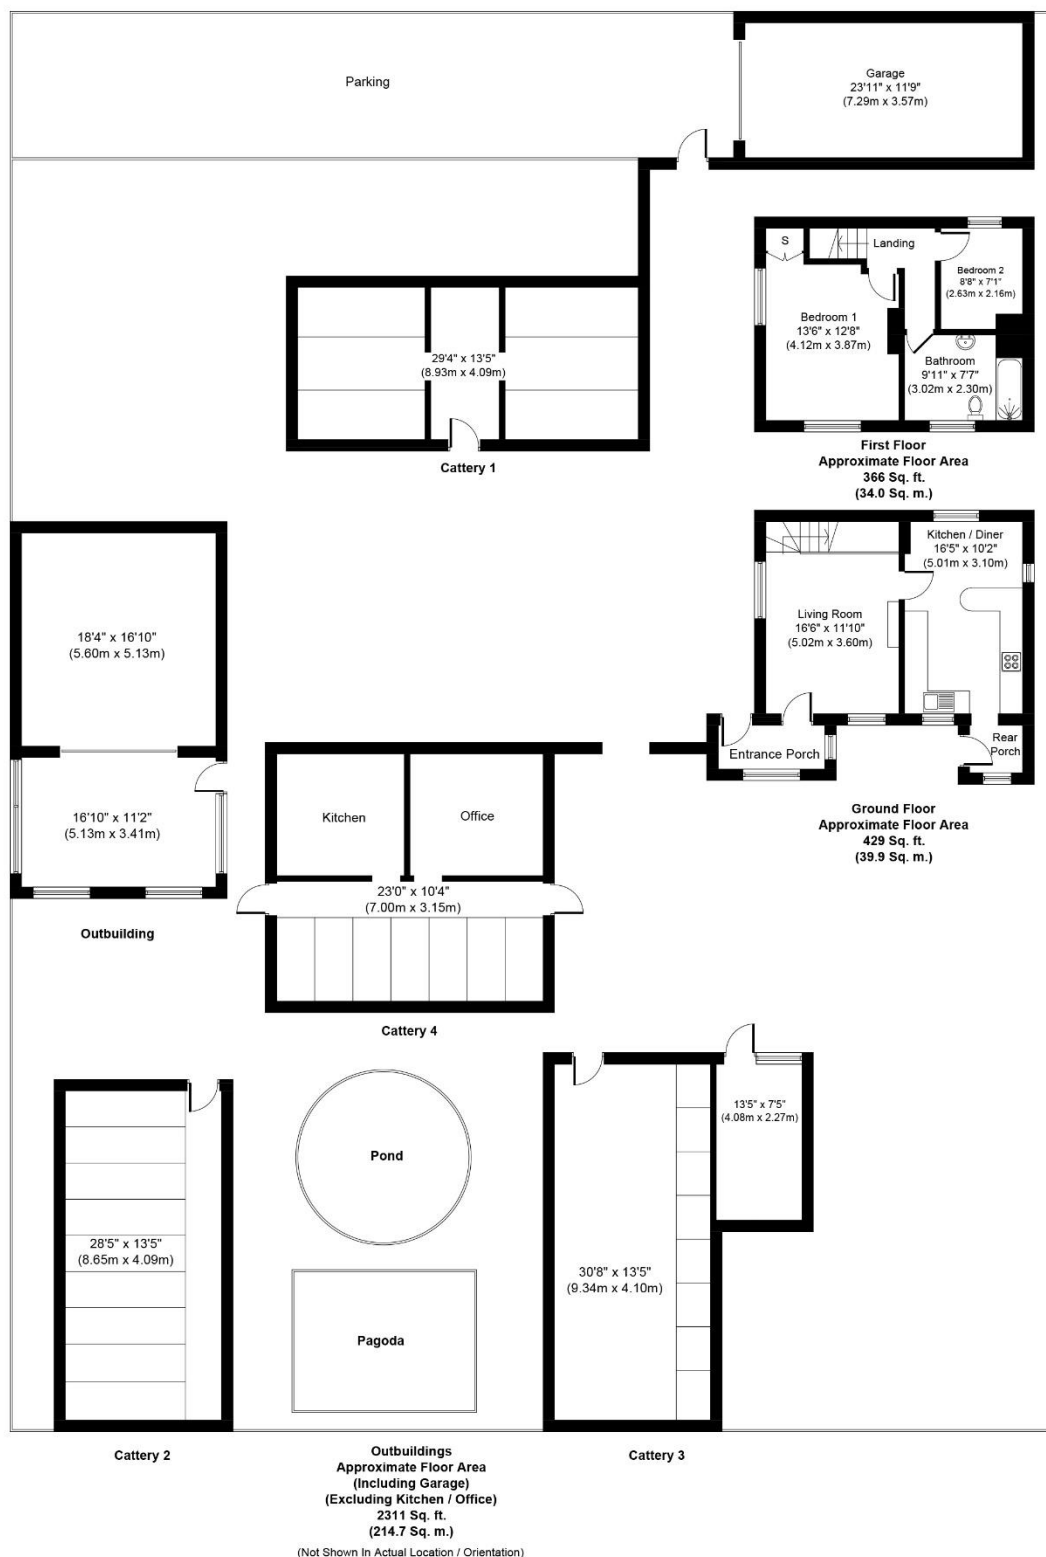 Parking
Garage
23'11" x 11'9"
(7.29m x 3.57m)
S
Landing
Bedroom 2
8'8" x 7'1"
(2.63m x 2.16m)
Bedroom 1
13'6" x 12'8"
(4.12m x 3.87m)
Bathroom
9'11" x 7'7"
(3.02m x 2.30m)
First Floor
Approximate Floor Area
366 Sq. ft.
(34.0 Sq. m.)
29'4" x 13'5"
(8.93m x 4.09m)
Cattery 1
Kitchen / Diner
16'5" x 10'2"
(5.01m x 3.10m)
Living Room
16'6" x 11'10"
(5.02m x 3.60m)
Entrance Porch
Rear
Porch
Ground Floor
Approximate Floor Area
429 Sq. ft.
(39.9 Sq. m.)
18'4" x 16'10"
(5.60m x 5.13m)
16'10" x 11'2"
(5.13m x 3.41m)
Outbuilding
Kitchen
Office
23'0" x 10'4"
(7.00m x 3.15m)
Cattery 4
13'5" x 7'5"
(4.08m x 2.27m)
Pond
28'5" x 13'5"
(8.65m x 4.09m)
30'8" x 13'5"
(9.34m x 4.10m)
Pagoda
Cattery 2
Cattery 3
Outbuildings
Approximate Floor Area
(Including Garage)
(Excluding Kitchen / Office)
2311 Sq. ft.
(214.7 Sq. m.)
(Not Shown In Actual Location / Orientation)